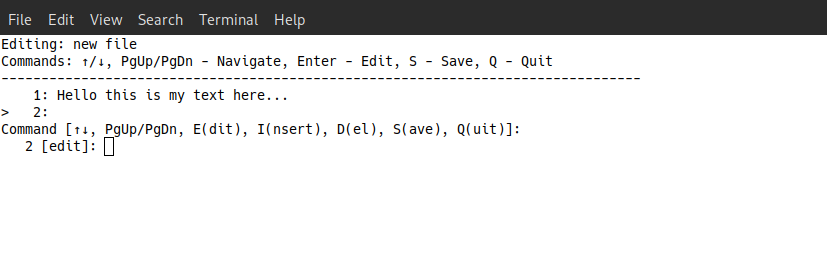 File Edit View Search Terminal Help
Editing: new file
Commands: ↑/↓, PgUp/PgDn - Navigate, Enter - Edit, S - Save, Q - Quit
--------------------------------------------------------------------------------
    1: Hello this is my text here...
>   2:
Command [↑↓, PgUp/PgDn, E(dit), I(nsert), D(el), S(ave), Q(uit)]:
   2 [edit]: